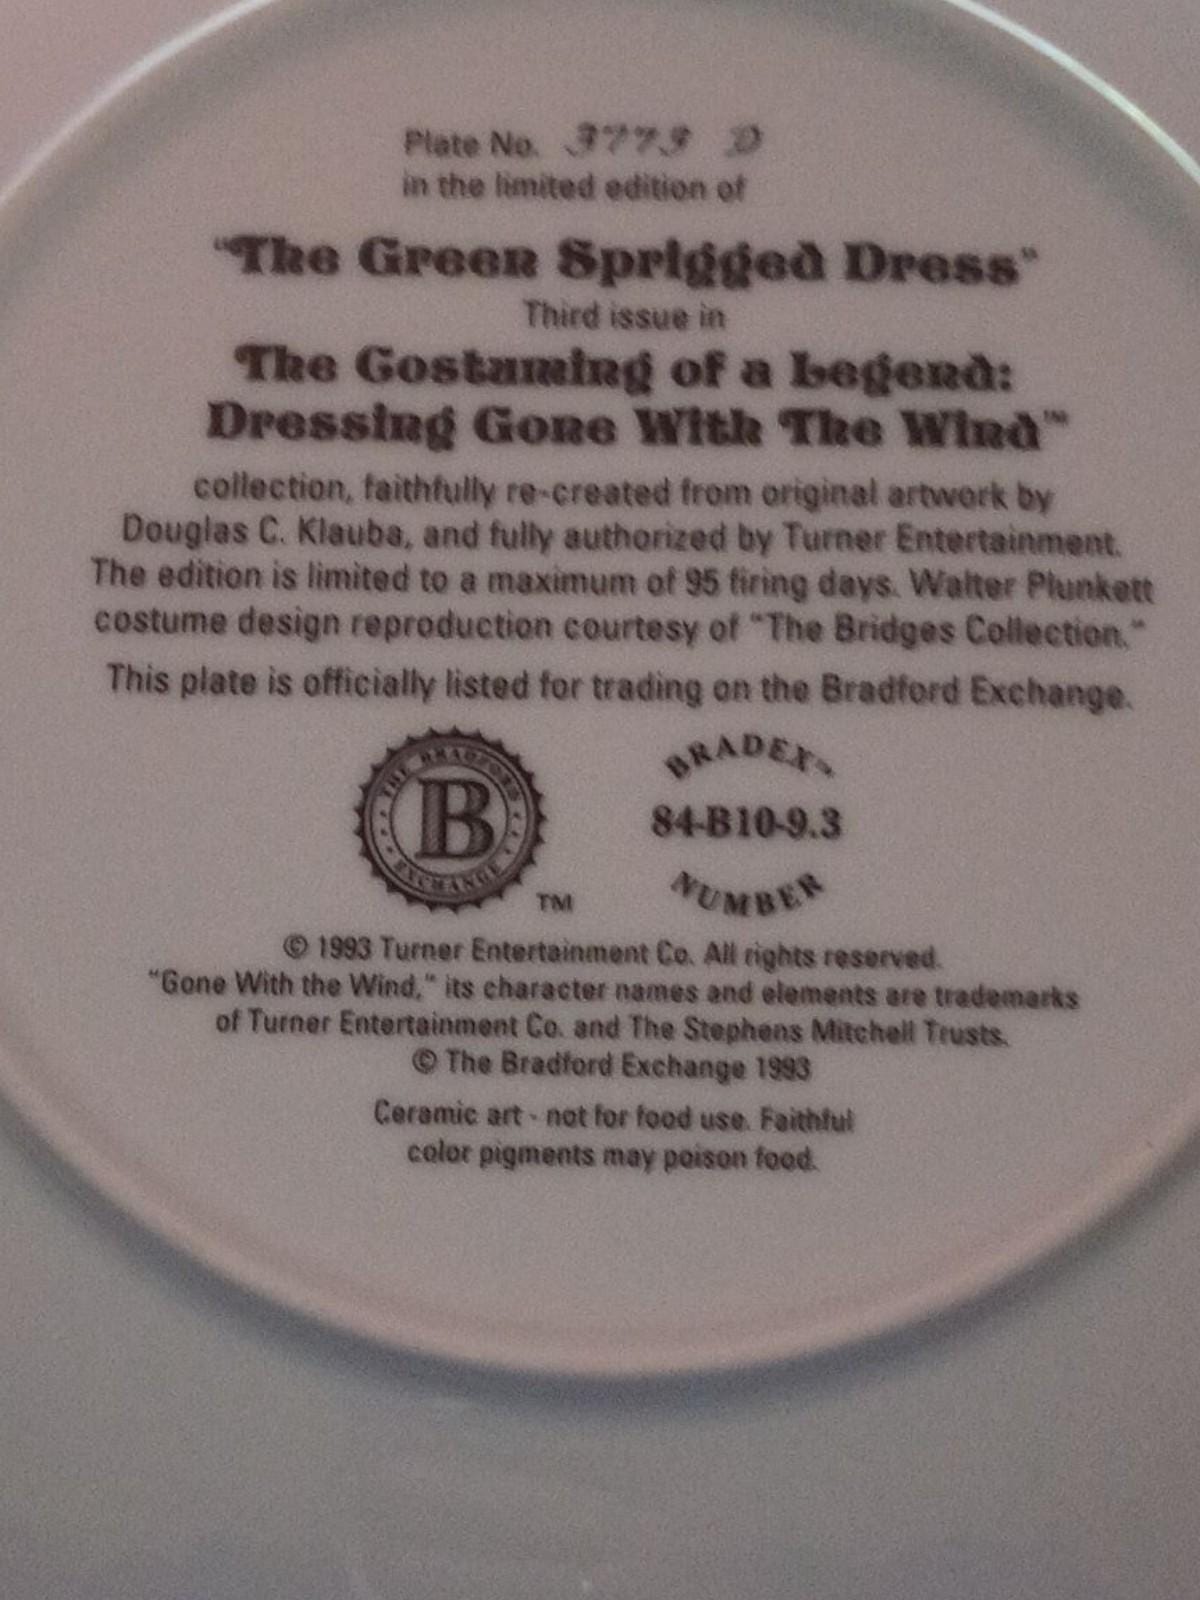 Plate No. 3773 D
in the limited edition of
"The Green Sprigged Dress"
Third issue in
The Costuming of a Legend:
Dressing Gone With The Wind™
collection, faithfully re-created from original artwork by
Douglas C. Klauba, and fully authorized by Turner Entertainment.
The edition is limited to a maximum of 95 firing days. Walter Plunkett
costume design reproduction courtesy of "The Bridges Collection."
This plate is officially listed for trading on the Bradford Exchange.
THE BRADFORD
B
EXCHANGE
TM
BRADEX™
84-B10-9.3
NUMBER
© 1993 Turner Entertainment Co. All rights reserved.
"Gone With the Wind," its character names and elements are trademarks
of Turner Entertainment Co. and The Stephens Mitchell Trusts.
© The Bradford Exchange 1993
Ceramic art - not for food use. Faithful
color pigments may poison food.